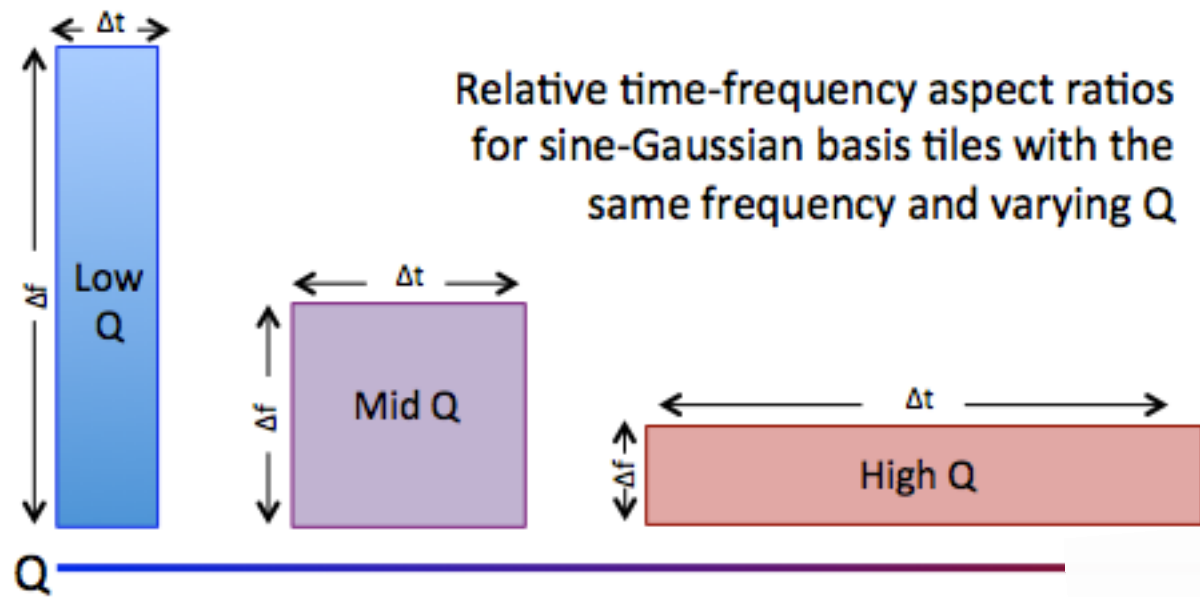 Δt
Relative time-frequency aspect ratios
for sine-Gaussian basis tiles with the
same frequency and varying Q
Δf
Low
Q
Δt
Δf
Mid Q
Δt
Δf
High Q
Q